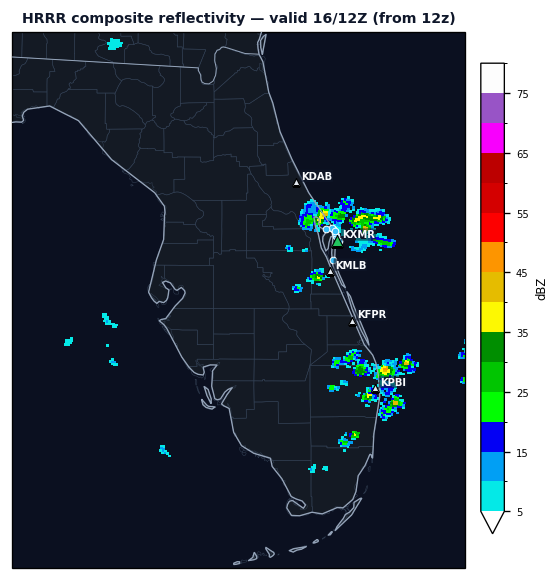 HRRR composite reflectivity — valid 16/12Z (from 12z)
KDAB
KXMR
KMLB
KFPR
KPBI
75
65
55
45
35
25
15
5
dBZ